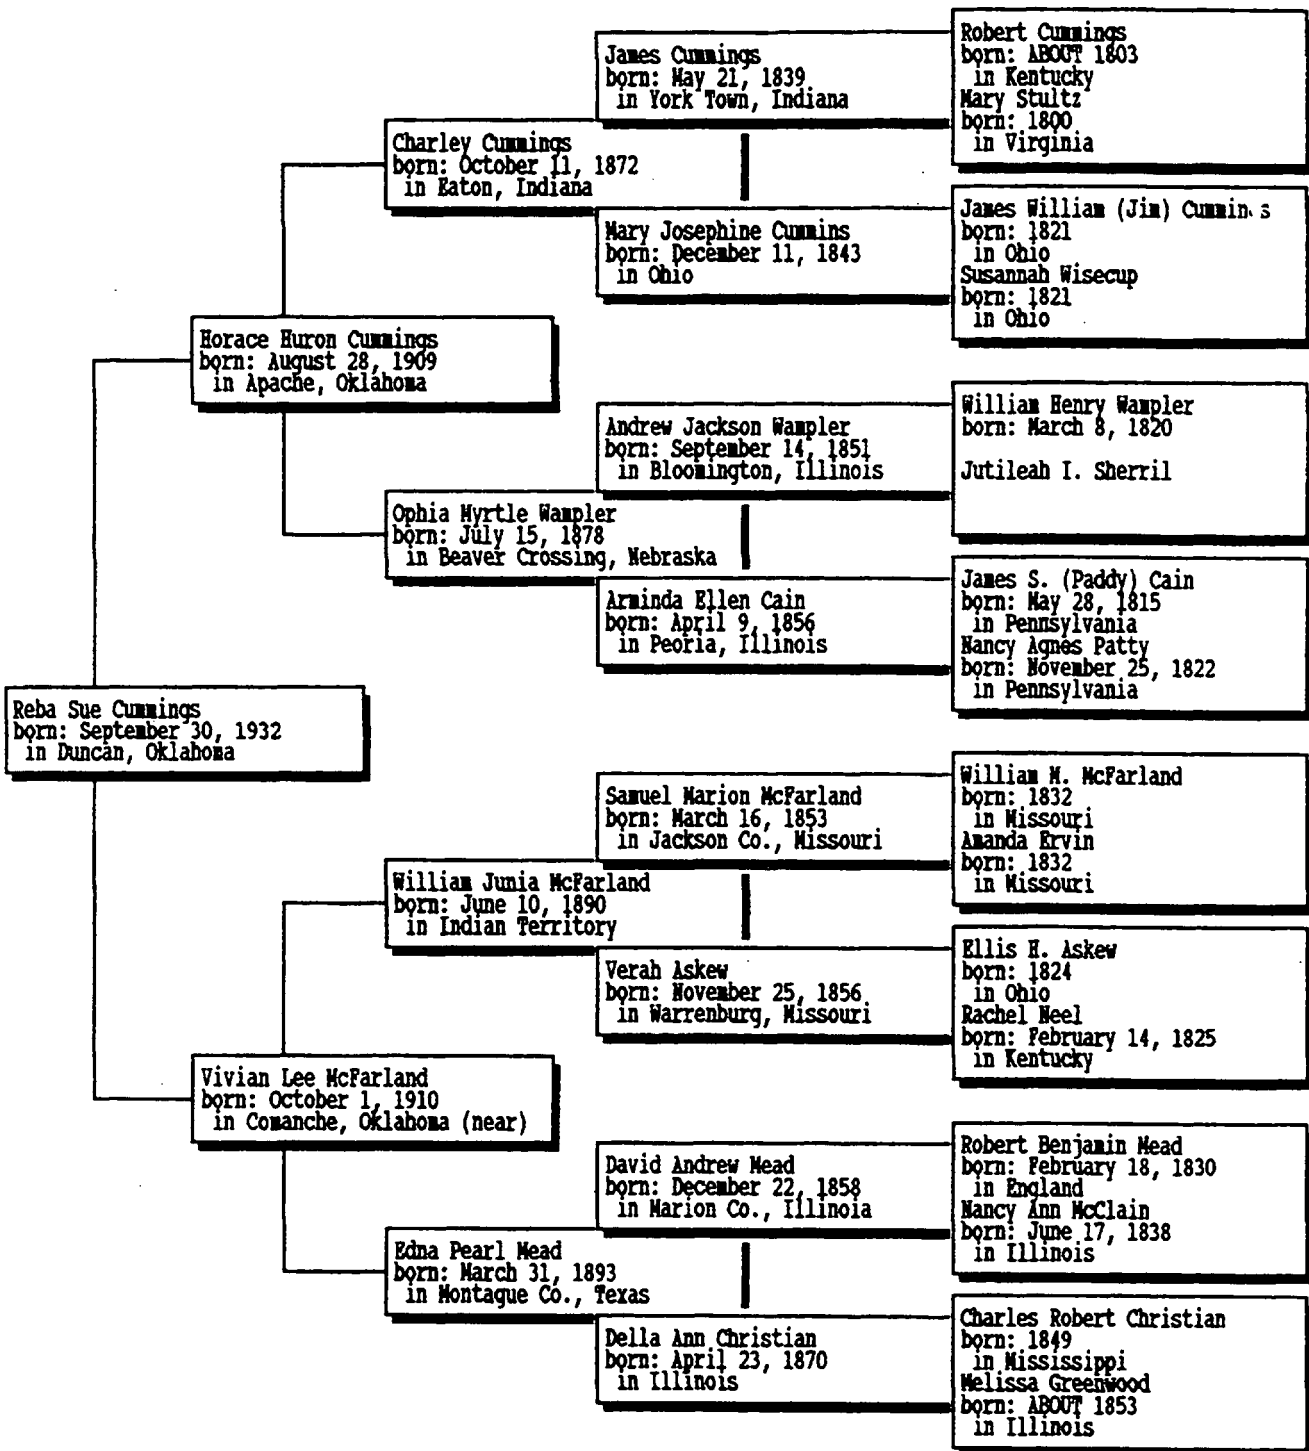 Robert Cummings
born: ABOUT 1803
in Kentucky
Mary Stultz
born: 1800
in Virginia
James Cummings
born: May 21, 1839
in York Town, Indiana
Charley Cummings
born: October 11, 1872
in Eaton, Indiana
James William (Jim) Cummins
born: 1821
in Ohio
Susannah Wisecup
born: 1821
in Ohio
Mary Josephine Cummins
born: December 11, 1843
in Ohio
Horace Huron Cummings
born: August 28, 1909
in Apache, Oklahoma
William Henry Wampler
born: March 8, 1820
Jutileah I. Sherril
Andrew Jackson Wampler
born: September 14, 1851
in Bloomington, Illinois
Ophia Myrtle Wampler
born: July 15, 1878
in Beaver Crossing, Nebraska
James S. (Paddy) Cain
born: May 28, 1815
in Pennsylvania
Nancy Agnes Patty
born: November 25, 1822
in Pennsylvania
Arminda Ellen Cain
born: April 9, 1856
in Peoria, Illinois
Reba Sue Cummings
born: September 30, 1932
in Duncan, Oklahoma
William M. McFarland
born: 1832
in Missouri
Amanda Ervin
born: 1832
in Missouri
Samuel Marion McFarland
born: March 16, 1853
in Jackson Co., Missouri
William Junia McFarland
born: June 10, 1890
in Indian Territory
Ellis H. Askew
born: 1824
in Ohio
Rachel Neel
born: February 14, 1825
in Kentucky
Verah Askew
born: November 25, 1856
in Warrenburg, Missouri
Vivian Lee McFarland
born: October 1, 1910
in Comanche, Oklahoma (near)
Robert Benjamin Mead
born: February 18, 1830
in England
Nancy Ann McClain
born: June 17, 1838
in Illinois
David Andrew Mead
born: December 22, 1858
in Marion Co., Illinoia
Edna Pearl Mead
born: March 31, 1893
in Montague Co., Texas
Charles Robert Christian
born: 1849
in Mississippi
Melissa Greenwood
born: ABOUT 1853
in Illinois
Della Ann Christian
born: April 23, 1870
in Illinois